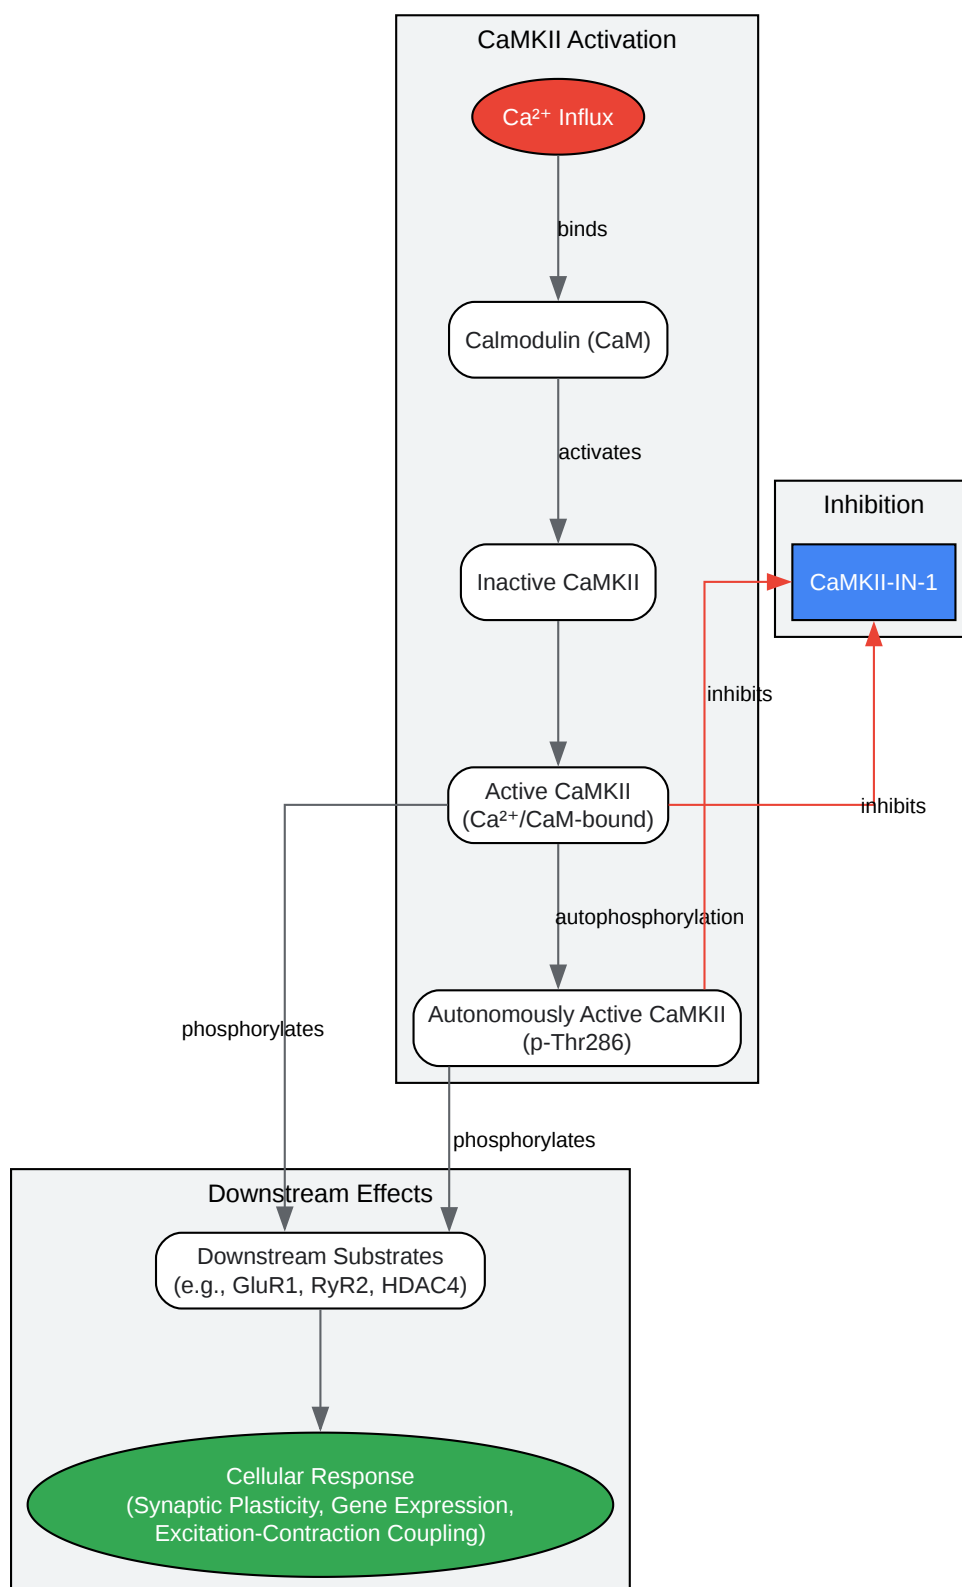 CaMKII Activation
Ca²⁺ Influx
binds
Calmodulin (CaM)
activates
Inhibition
Inactive CaMKII
CaMKII-IN-1
inhibits
Active CaMKII
(Ca²⁺/CaM-bound)
inhibits
autophosphorylation
Autonomously Active CaMKII
(p-Thr286)
phosphorylates
phosphorylates
Downstream Effects
Downstream Substrates
(e.g., GluR1, RyR2, HDAC4)
Cellular Response
(Synaptic Plasticity, Gene Expression,
Excitation-Contraction Coupling)